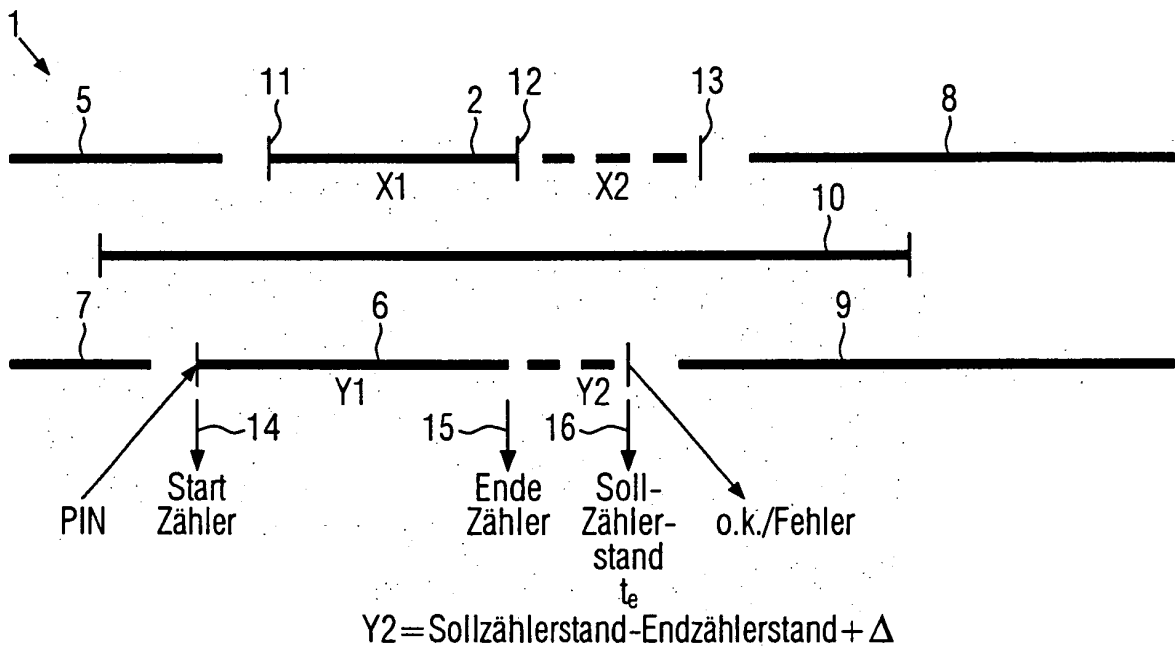 1
5
11
2
12
13
8
X1
X2
10
7
6
9
Y1
Y2
14
15
16
PIN
Start
Zähler
Ende
Zähler
Soll-
Zähler-
stand
te
o.k./Fehler
Y2=Sollzählerstand-Endzählerstand+Δ